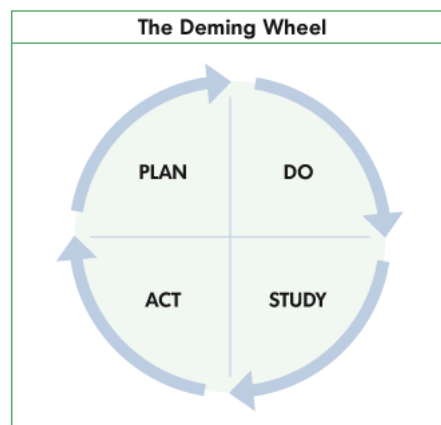 The Deming Wheel
PLAN
DO
ACT
STUDY